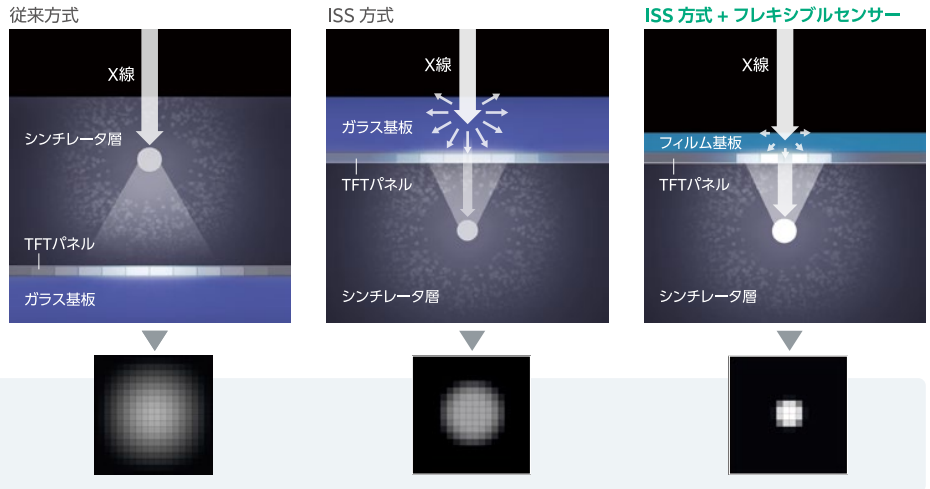 従来方式
X線
シンチレータ層
TFTパネル
ガラス基板
ISS 方式
X線
ガラス基板
TFTパネル
シンチレータ層
ISS 方式 + フレキシブルセンサー
X線
フィルム基板
TFTパネル
シンチレータ層